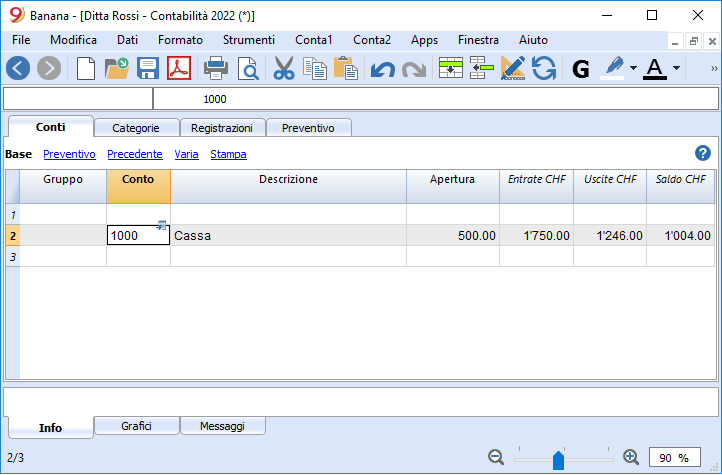 Banana - [Ditta Rossi - Contabilità 2022 (*)]
File Modifica Dati Formato Strumenti Conta1 Conta2 Apps Finestra Aiuto
G A »
1000
Conti Categorie Registrazioni Preventivo
Base Preventivo Precedente Varia Stampa ?
Gruppo Conto Descrizione Apertura Entrate CHF Uscite CHF Saldo CHF
1
2 1000 Cassa 500.00 1'750.00 1'246.00 1'004.00
3
Info Grafici Messaggi
2/3 90 %